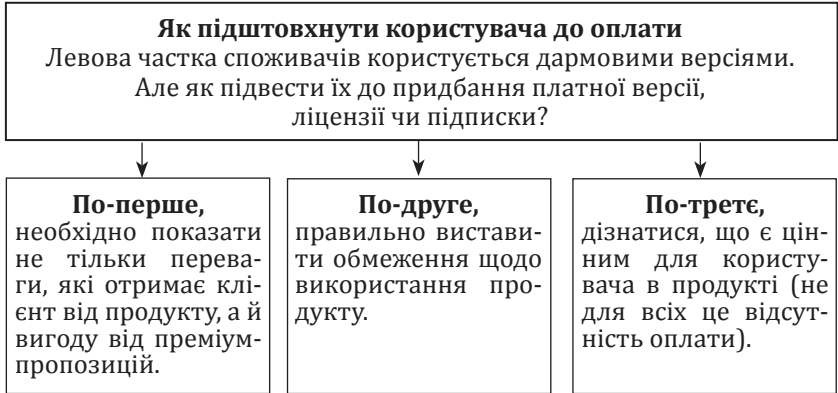 Як підштовхнути користувача до оплати
Левова частка споживачів користується дармовими версіями.
Але як підвести їх до придбання платної версії,
ліцензії чи підписки?
По-перше,
необхідно показати
не тільки перева-
ги, які отримає клі-
єнт від продукту, а й
вигоду від преміум-
пропозицій.
По-друге,
правильно вистави-
ти обмеження щодо
використання про-
дукту.
По-третє,
дізнатися, що є цін-
ним для користу-
вача в продукті (не
для всіх це відсут-
ність оплати).